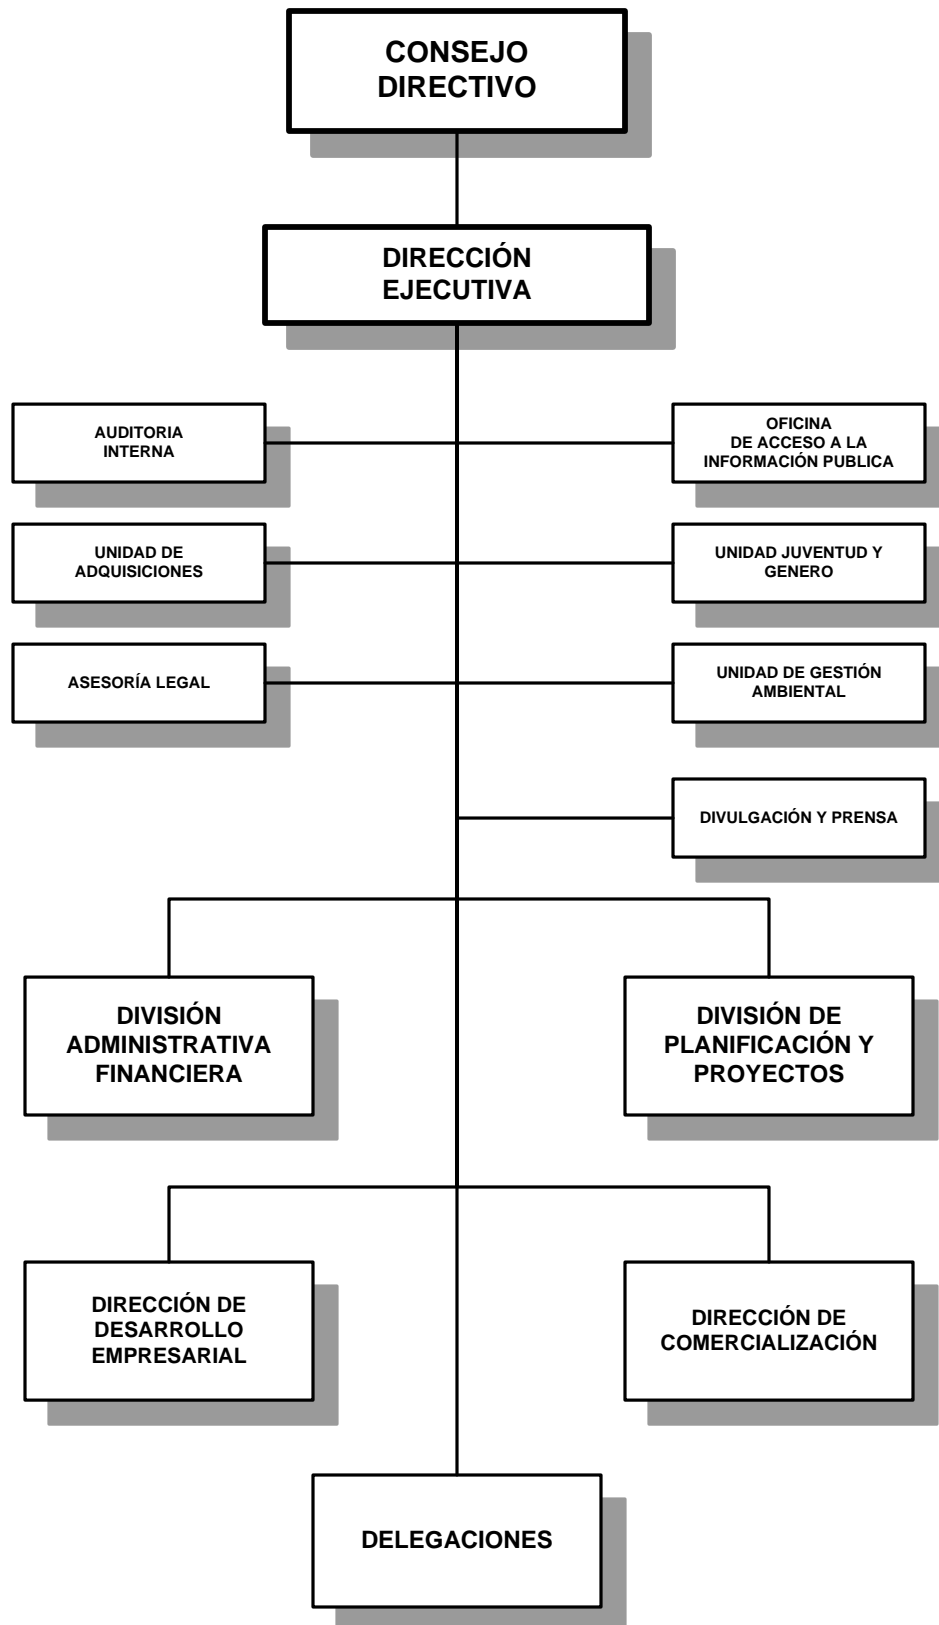 CONSEJO
DIRECTIVO
DIRECCIÓN
EJECUTIVA
AUDITORIA
INTERNA
OFICINA
DE ACCESO A LA
INFORMACIÓN PUBLICA
UNIDAD DE
ADQUISICIONES
UNIDAD JUVENTUD Y
GENERO
ASESORÍA LEGAL
UNIDAD DE GESTIÓN
AMBIENTAL
DIVULGACIÓN Y PRENSA
DIVISIÓN
ADMINISTRATIVA
FINANCIERA
DIVISIÓN DE
PLANIFICACIÓN Y
PROYECTOS
DIRECCIÓN DE
DESARROLLO
EMPRESARIAL
DIRECCIÓN DE
COMERCIALIZACIÓN
DELEGACIONES